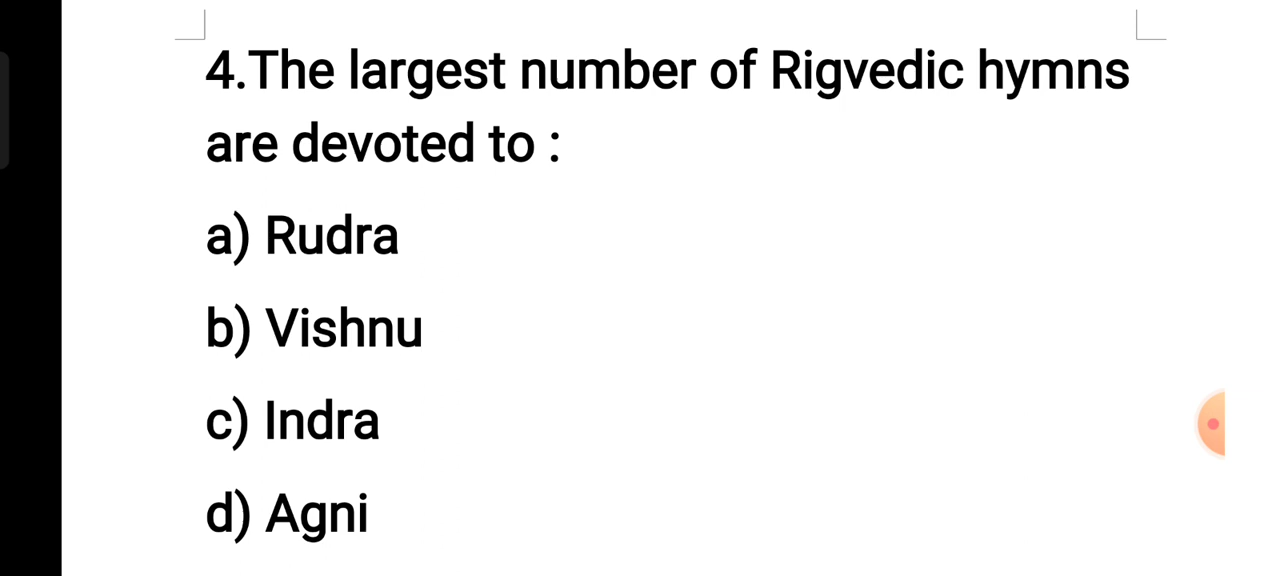 4.The largest number of Rigvedic hymns
are devoted to :
a) Rudra
b) Vishnu
c) Indra
d) Agni